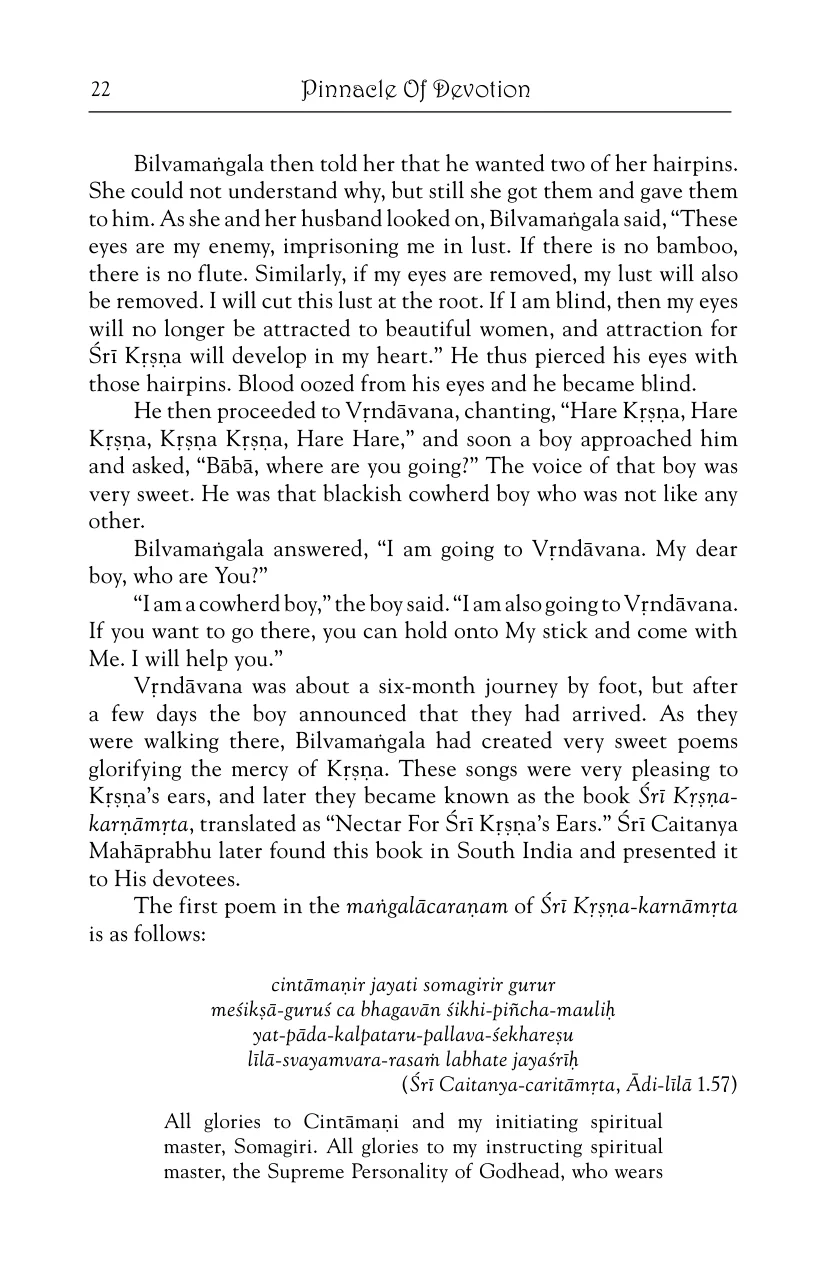 22
Pinnacle Of Devotion
Bilvamaṅgala then told her that he wanted two of her hairpins.
She could not understand why, but still she got them and gave them
to him. As she and her husband looked on, Bilvamaṅgala said, “These
eyes are my enemy, imprisoning me in lust. If there is no bamboo,
there is no flute. Similarly, if my eyes are removed, my lust will also
be removed. I will cut this lust at the root. If I am blind, then my eyes
will no longer be attracted to beautiful women, and attraction for
Śrī Kṛṣṇa will develop in my heart.” He thus pierced his eyes with
those hairpins. Blood oozed from his eyes and he became blind.
He then proceeded to Vṛndāvana, chanting, “Hare Kṛṣṇa, Hare
Kṛṣṇa, Kṛṣṇa Kṛṣṇa, Hare Hare,” and soon a boy approached him
and asked, “Bābā, where are you going?” The voice of that boy was
very sweet. He was that blackish cowherd boy who was not like any
other.
Bilvamaṅgala answered, “I am going to Vṛndāvana. My dear
boy, who are You?”
“I am a cowherd boy,” the boy said. “I am also going to Vṛndāvana.
If you want to go there, you can hold onto My stick and come with
Me. I will help you.”
Vṛndāvana was about a six-month journey by foot, but after
a few days the boy announced that they had arrived. As they
were walking there, Bilvamaṅgala had created very sweet poems
glorifying the mercy of Kṛṣṇa. These songs were very pleasing to
Kṛṣṇa’s ears, and later they became known as the book Śrī Kṛṣṇa-
karṇāmṛta, translated as “Nectar For Śrī Kṛṣṇa’s Ears.” Śrī Caitanya
Mahāprabhu later found this book in South India and presented it
to His devotees.
The first poem in the maṅgalācaraṇam of Śrī Kṛṣṇa-karnāmṛta
is as follows:
cintāmaṇir jayati somagirir gurur
meśikṣā-guruś ca bhagavān śikhi-piñcha-mauliḥ
yat-pāda-kalpataru-pallava-śekhareṣu
līlā-svayamvara-rasaṁ labhate jayaśrīḥ
(Śrī Caitanya-caritāmṛta, Ādi-līlā 1.57)
All glories to Cintāmaṇi and my initiating spiritual
master, Somagiri. All glories to my instructing spiritual
master, the Supreme Personality of Godhead, who wears